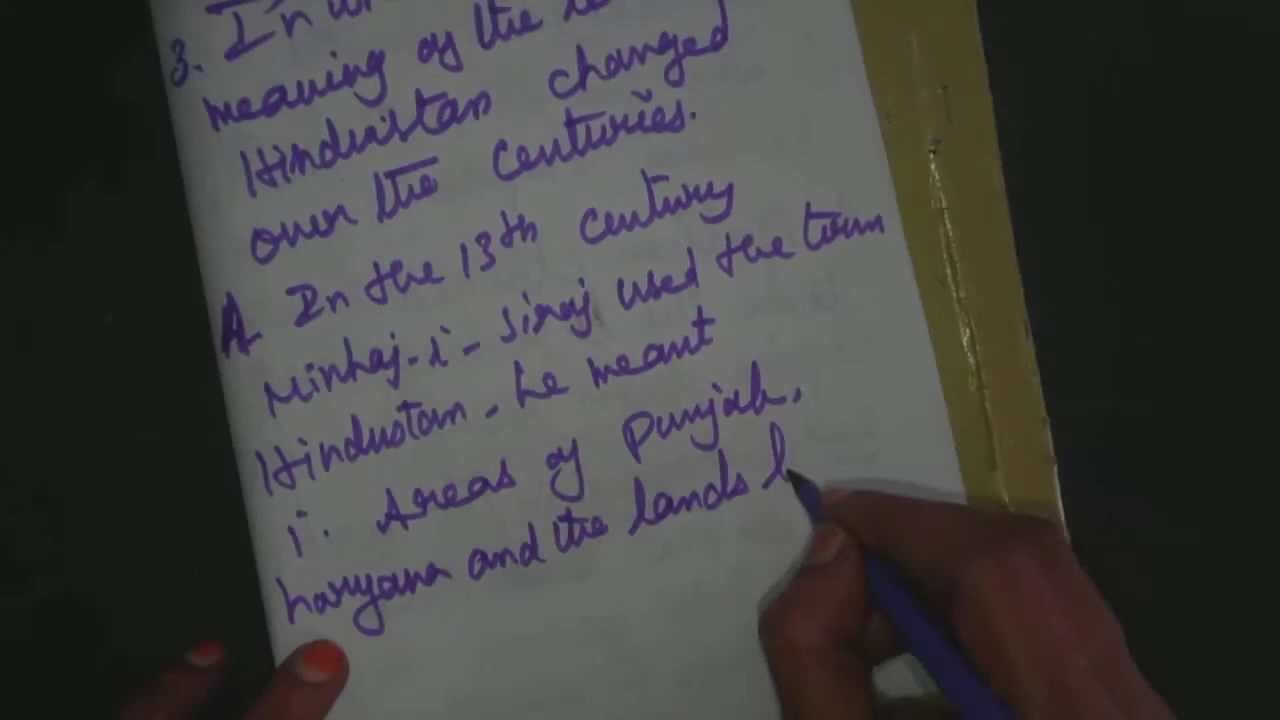 3. In
meaning of the
Hindustan changed
over the centuries.
A. In the 13th century
Minhaj-i-Siraj used the term
Hindustan - he meant
i. Areas of Punjab,
haryana and the lands b